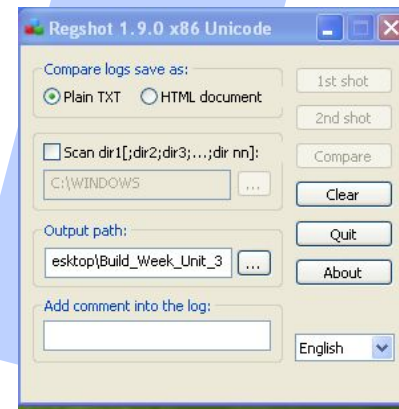 Regshot 1.9.0 x86 Unicode
Compare logs save as:
Plain TXT HTML document
1st shot
2nd shot
Scan dir1[;dir2;dir3;...;dir nn]:
Compare
C:\WINDOWS ...
Clear
Output path:
Quit
esktop\Build_Week_Unit_3 ...
About
Add comment into the log:
English